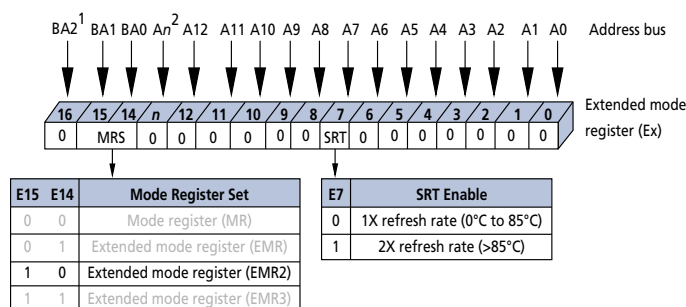 BA2¹ BA1 BA0 An² A12 A11 A10 A9 A8 A7 A6 A5 A4 A3 A2 A1 A0 Address bus
16 15 14 n 12 11 10 9 8 7 6 5 4 3 2 1 0 Extended mode
0 MRS 0 0 0 0 0 0 SRT 0 0 0 0 0 0 0 register (Ex)
E15 E14 Mode Register Set
0 0 Mode register (MR)
0 1 Extended mode register (EMR)
1 0 Extended mode register (EMR2)
1 1 Extended mode register (EMR3)
E7 SRT Enable
0 1X refresh rate (0°C to 85°C)
1 2X refresh rate (>85°C)